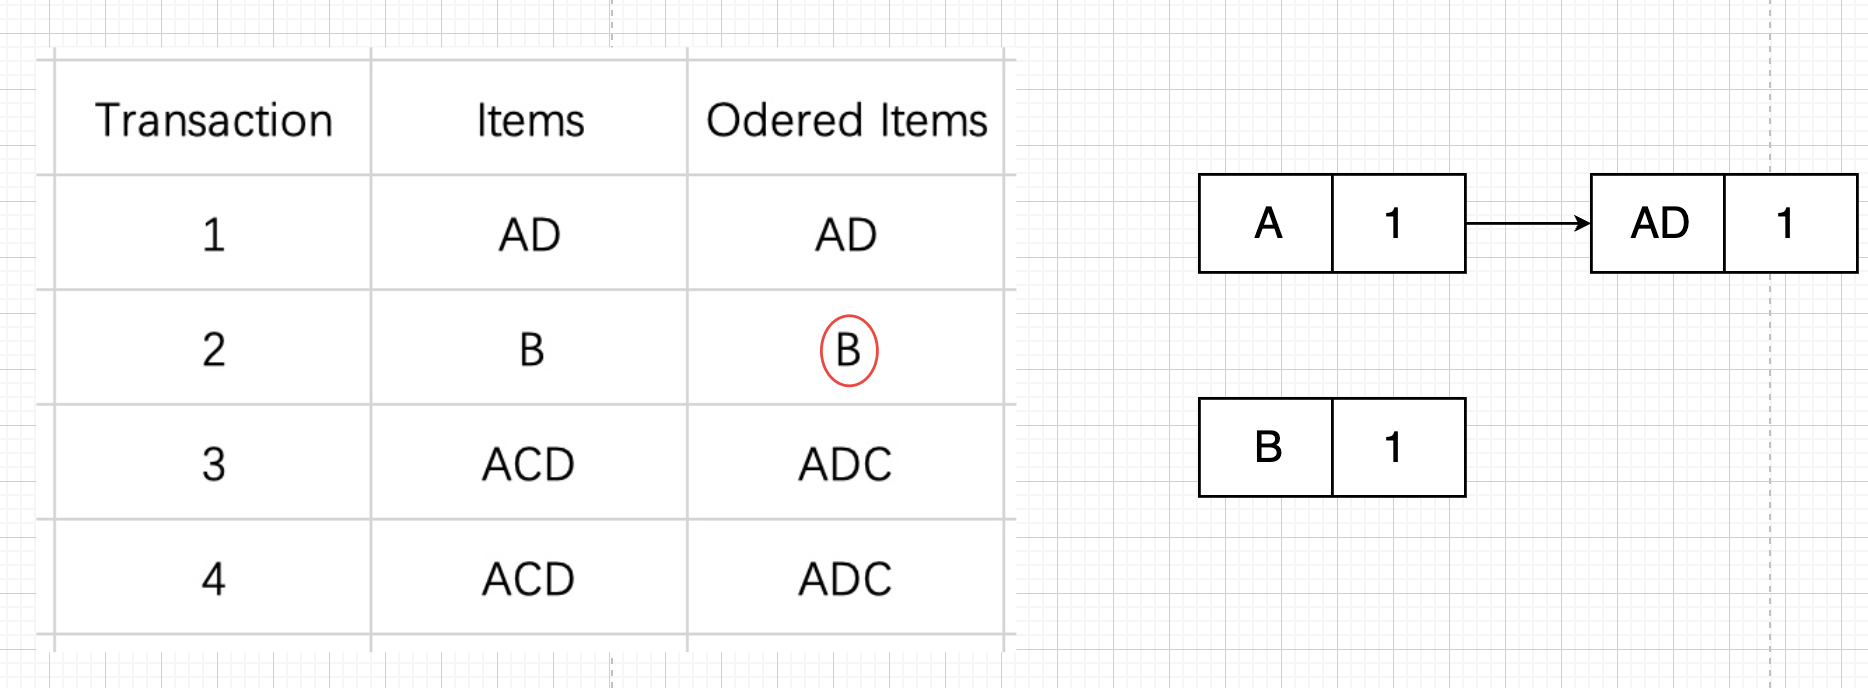 Transaction Items Odered Items
1 AD AD
2 B B
3 ACD ADC
4 ACD ADC
A 1 AD 1
B 1